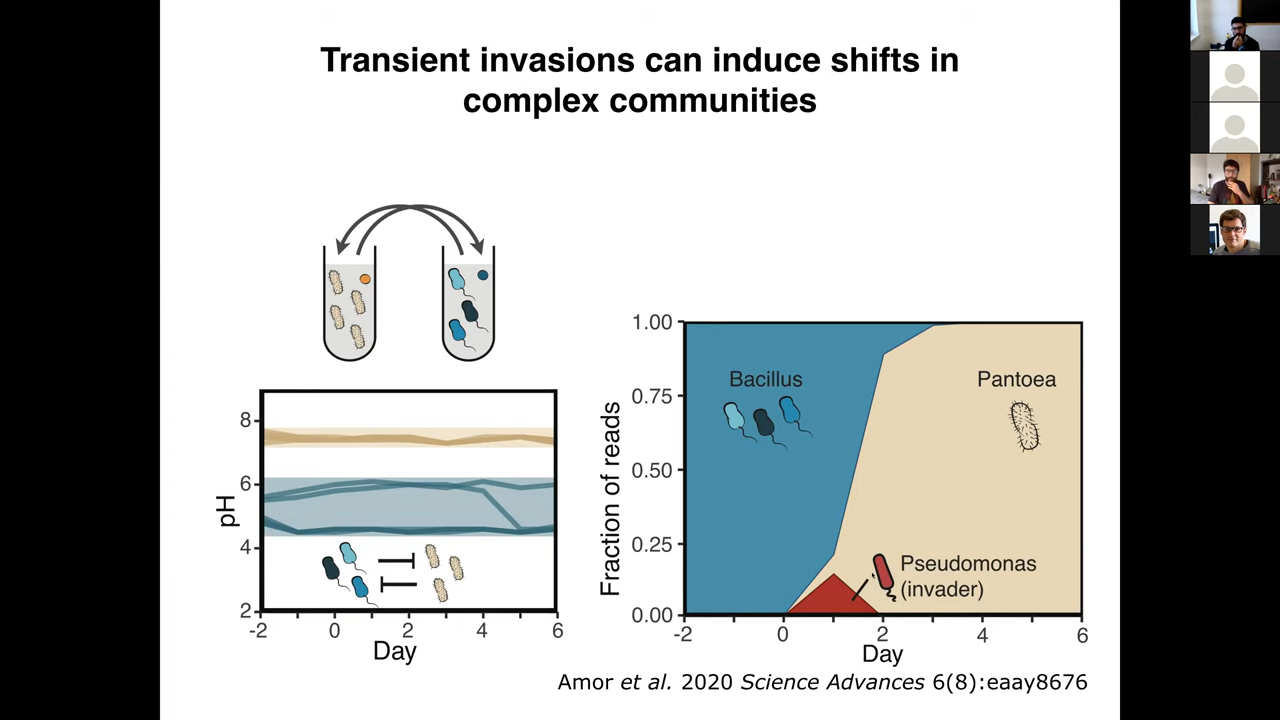 Transient invasions can induce shifts in
complex communities
8
6
4
2
pH
-2 0 2 4 6
Day
1.00
0.75
0.50
0.25
0.00
Fraction of reads
Bacillus
Pantoea
Pseudomonas
(invader)
-2 0 2 4 6
Day
Amor et al. 2020 Science Advances 6(8):eaay8676